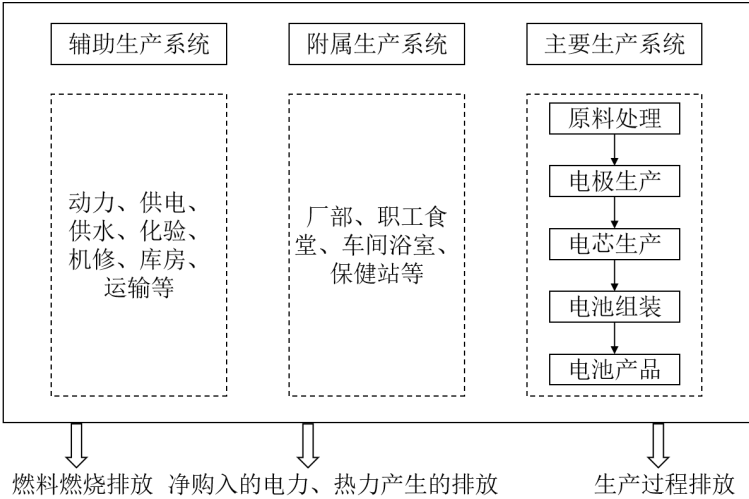 辅助生产系统
附属生产系统
主要生产系统
动力、供电、
供水、化验、
机修、库房、
运输等
厂部、职工食
堂、车间浴室、
保健站等
原料处理
电极生产
电芯生产
电池组装
电池产品
燃料燃烧排放
净购入的电力、热力产生的排放
生产过程排放